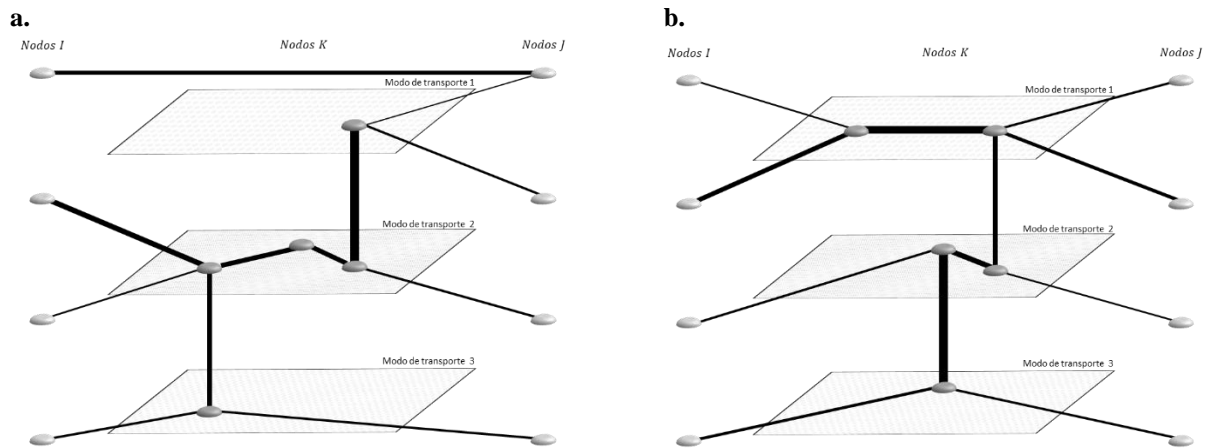 a.
Nodos I
Nodos K
Nodos J
Modo de transporte 1
Modo de transporte 2
Modo de transporte 3
b.
Nodos I
Nodos K
Nodos J
Modo de transporte 1
Modo de transporte 2
Modo de transporte 3